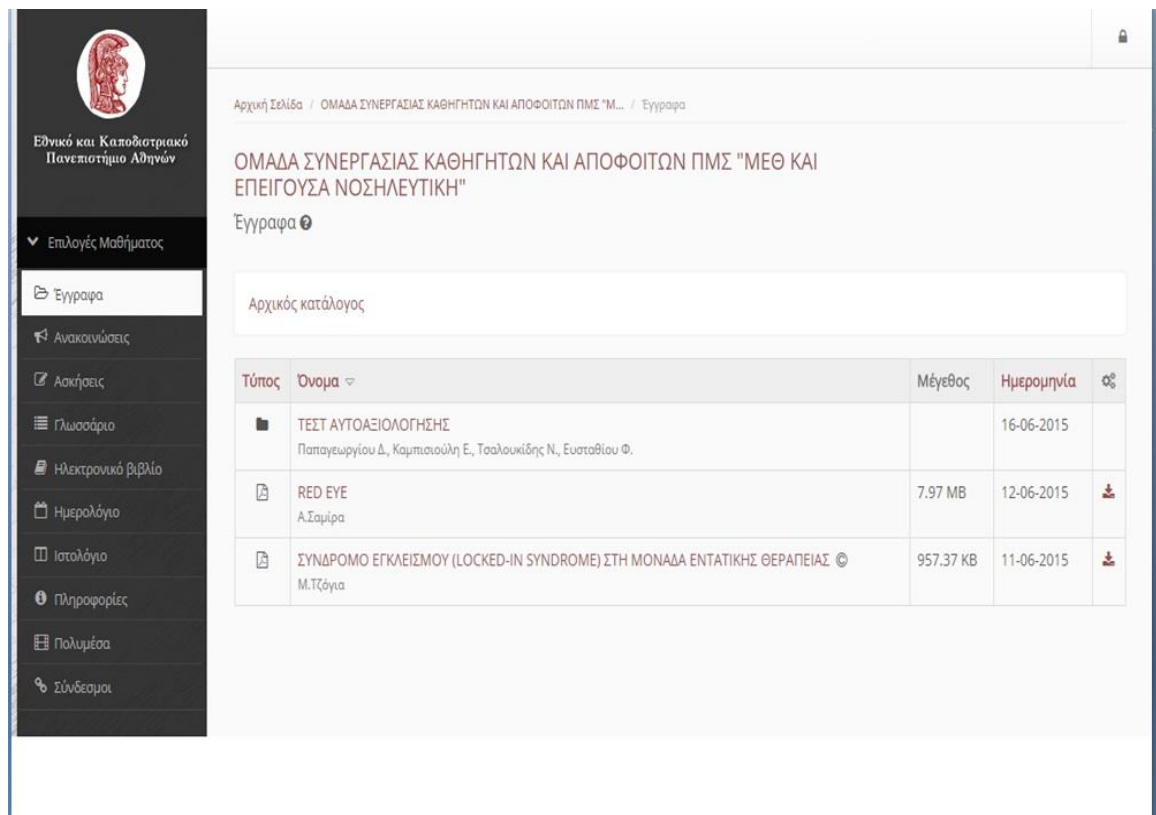 Εθνικό και Καποδιστριακό
Πανεπιστήμιο Αθηνών
Επιλογές Μαθήματος
Έγγραφα
Ανακοινώσεις
Ασκήσεις
Γλωσσάριο
Ηλεκτρονικό βιβλίο
Ημερολόγιο
Ιστολόγιο
Πληροφορίες
Πολυμέσα
Σύνδεσμοι
Αρχική Σελίδα / ΟΜΑΔΑ ΣΥΝΕΡΓΑΣΙΑΣ ΚΑΘΗΓΗΤΩΝ ΚΑΙ ΑΠΟΦΟΙΤΩΝ ΠΜΣ "Μ... / Έγγραφα
ΟΜΑΔΑ ΣΥΝΕΡΓΑΣΙΑΣ ΚΑΘΗΓΗΤΩΝ ΚΑΙ ΑΠΟΦΟΙΤΩΝ ΠΜΣ "ΜΕΘ ΚΑΙ
ΕΠΕΙΓΟΥΣΑ ΝΟΣΗΛΕΥΤΙΚΗ"
Έγγραφα
Αρχικός κατάλογος
Τύπος Όνομα Μέγεθος Ημερομηνία
ΤΕΣΤ ΑΥΤΟΑΞΙΟΛΟΓΗΣΗΣ 16-06-2015
Παπαγεωργίου Δ., Καμπισιούλη Ε., Τσαλουκίδης Ν., Ευσταθίου Φ.
RED EYE 7.97 MB 12-06-2015
Α.Σαμίρα
ΣΥΝΔΡΟΜΟ ΕΓΚΛΕΙΣΜΟΥ (LOCKED-IN SYNDROME) ΣΤΗ ΜΟΝΑΔΑ ΕΝΤΑΤΙΚΗΣ ΘΕΡΑΠΕΙΑΣ © 957.37 KB 11-06-2015
Μ.Τζόγια